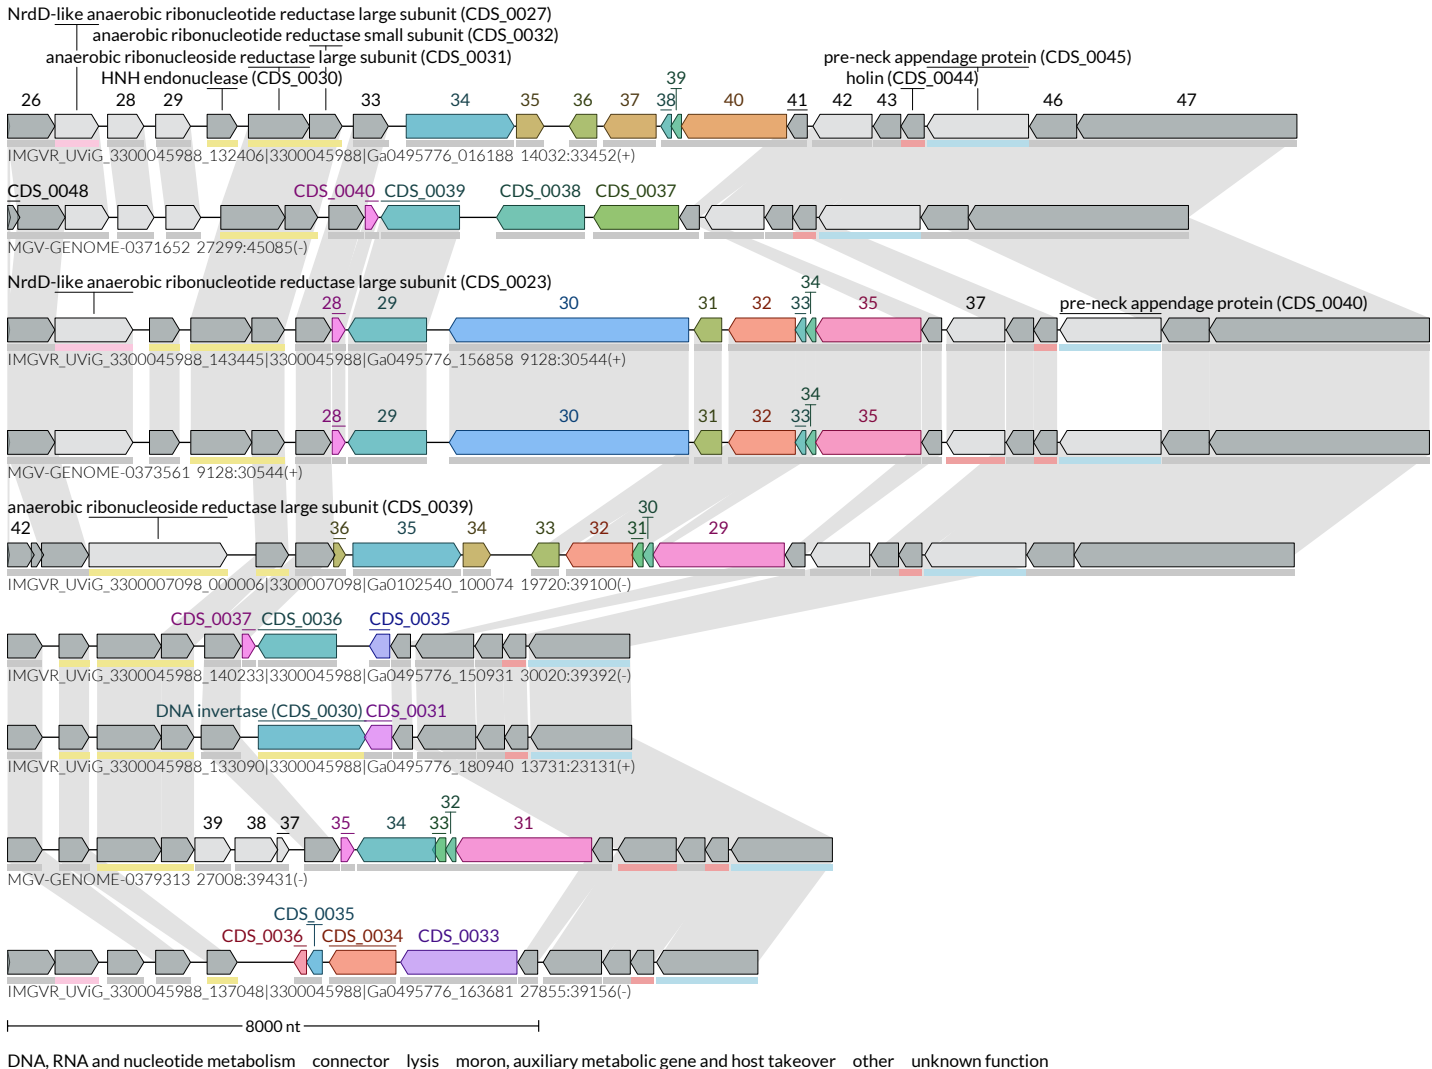 NrdD-like anaerobic ribonucleotide reductase large subunit (CDS_0027)
anaerobic ribonucleotide reductase small subunit (CDS_0032)
anaerobic ribonucleoside reductase large subunit (CDS_0031) pre-neck appendage protein (CDS_0045)
HNH endonuclease (CDS_0030) holin (CDS_0044)
39
26 28 29 33 34 35 36 37 38 40 41 42 43 46 47
IMGVR_UViG_3300045988_132406|3300045988|Ga0495776_016188 14032:33452(+)
CDS_0048 CDS_0040 CDS_0039 CDS_0038 CDS_0037
MGV-GENOME-0371652 27299:45085(-)
NrdD-like anaerobic ribonucleotide reductase large subunit (CDS_0023) 34
28 29 30 31 32 33 35 37 pre-neck appendage protein (CDS_0040)
IMGVR_UViG_3300045988_143445|3300045988|Ga0495776_156858 9128:30544(+)
34
28 29 30 31 32 33 35
MGV-GENOME-0373561 9128:30544(+)
anaerobic ribonucleoside reductase large subunit (CDS_0039) 30
42 36 35 34 33 32 31 29
IMGVR_UViG_3300007098_000006|3300007098|Ga0102540_100074 19720:39100(-)
CDS_0037 CDS_0036 CDS_0035
IMGVR_UViG_3300045988_140233|3300045988|Ga0495776_150931 30020:39392(-)
DNA invertase (CDS_0030) CDS_0031
IMGVR_UViG_3300045988_133090|3300045988|Ga0495776_180940 13731:23131(+)
32
39 38 37 35 34 33 31
MGV-GENOME-0379313 27008:39431(-)
CDS_0035
CDS_0036 CDS_0034 CDS_0033
IMGVR_UViG_3300045988_137048|3300045988|Ga0495776_163681 27855:39156(-)
8000 nt
DNA, RNA and nucleotide metabolism connector lysis moron, auxiliary metabolic gene and host takeover other unknown function